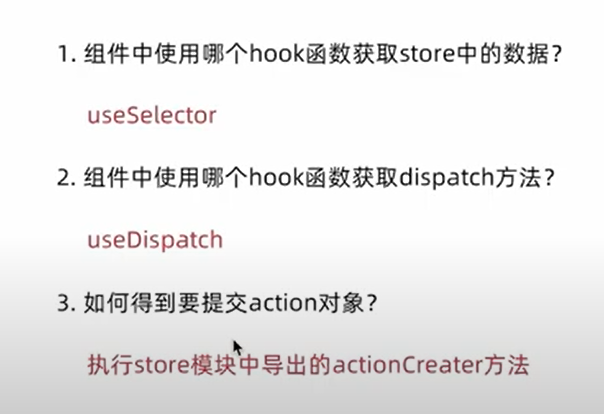 1. 组件中使用哪个hook函数获取store中的数据？
useSelector
2. 组件中使用哪个hook函数获取dispatch方法？
useDispatch
3. 如何得到要提交action对象？
执行store模块中导出的actionCreater方法